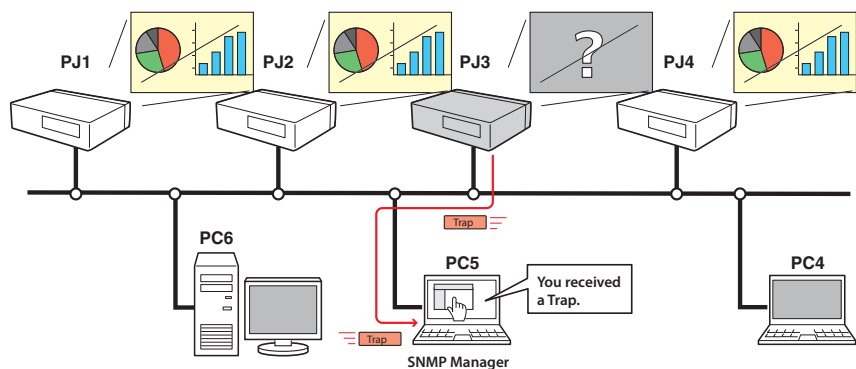 PJ1
PJ2
PJ3
?
PJ4
Trap
PC6
PC5
You received
a Trap.
PC4
Trap
SNMP Manager